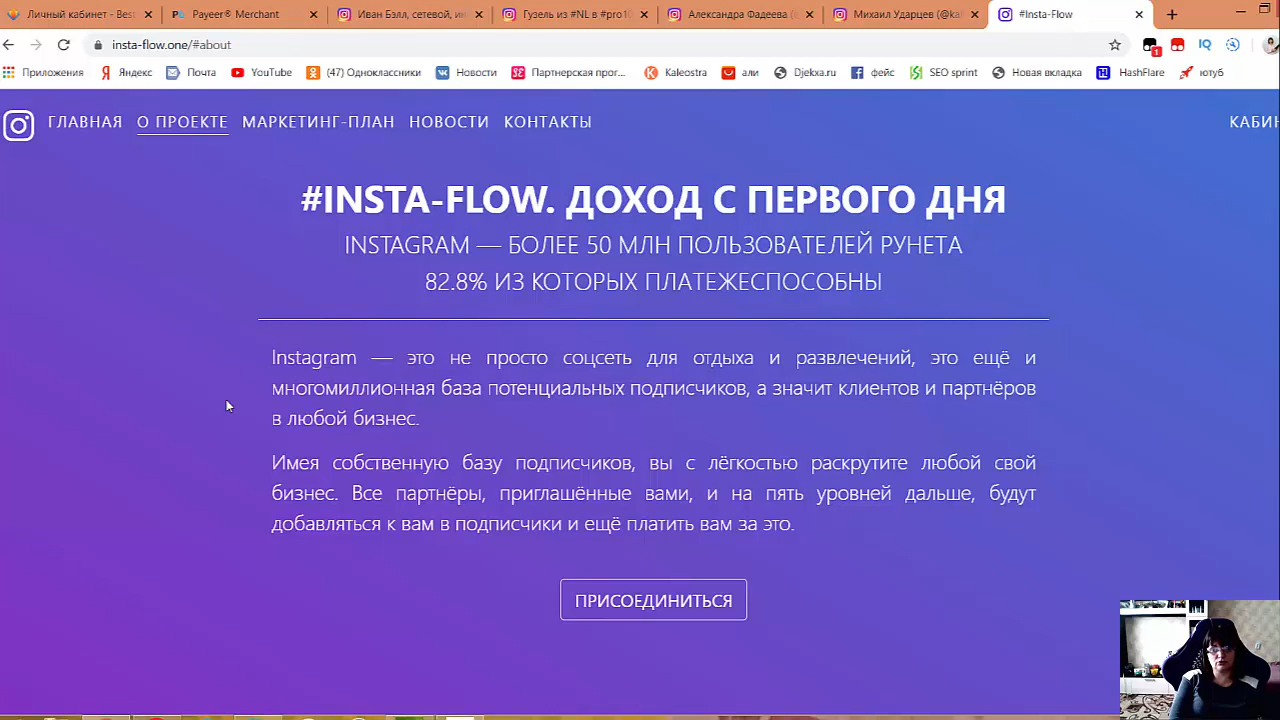 Личный кабинет - Best
Payeer® Merchant
Иван Бэлл, сетевой, ин
Гузель из #NL в #pro10
Александра Фадеева (
Михаил Ударцев (@ka
#Insta-Flow
insta-flow.one/#about
Приложения
Яндекс
Почта
YouTube
(47) Одноклассники
Новости
Партнерская прог...
Kaleostra
али
Djekxa.ru
фейс
SEO sprint
Новая вкладка
HashFlare
ютуб
ГЛАВНАЯ О ПРОЕКТЕ МАРКЕТИНГ-ПЛАН НОВОСТИ КОНТАКТЫ КАБИН
#INSTA-FLOW. ДОХОД С ПЕРВОГО ДНЯ
INSTAGRAM — БОЛЕЕ 50 МЛН ПОЛЬЗОВАТЕЛЕЙ РУНЕТА
82.8% ИЗ КОТОРЫХ ПЛАТЕЖЕСПОСОБНЫ
Instagram — это не просто соцсеть для отдыха и развлечений, это ещё и
многомиллионная база потенциальных подписчиков, а значит клиентов и партнёров
в любой бизнес.
Имея собственную базу подписчиков, вы с лёгкостью раскрутите любой свой
бизнес. Все партнёры, приглашённые вами, и на пять уровней дальше, будут
добавляться к вам в подписчики и ещё платить вам за это.
ПРИСОЕДИНИТЬСЯ